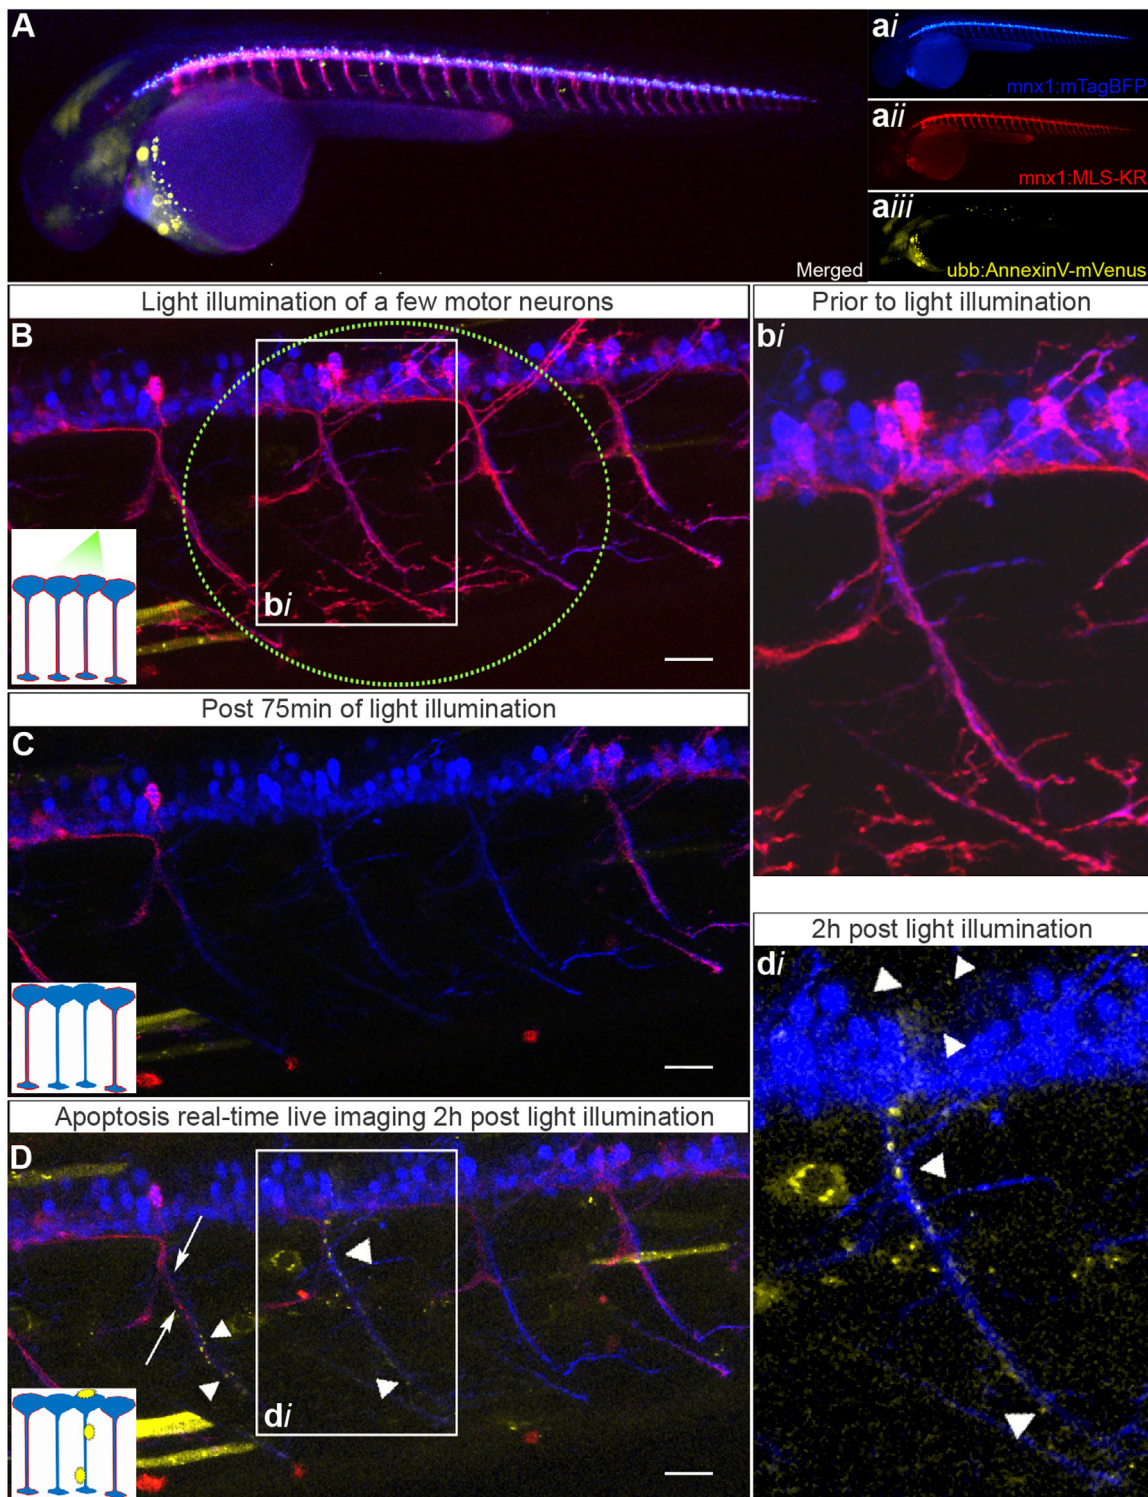 A
ai
mnx1:mTagBFP
aii
mnx1:MLS-KR
aiii
Merged
ubb:AnnexinV-mVenus
Light illumination of a few motor neurons
Prior to light illumination
B
bi
bi
Post 75min of light illumination
C
2h post light illumination
di
Apoptosis real-time live imaging 2h post light illumination
D
di